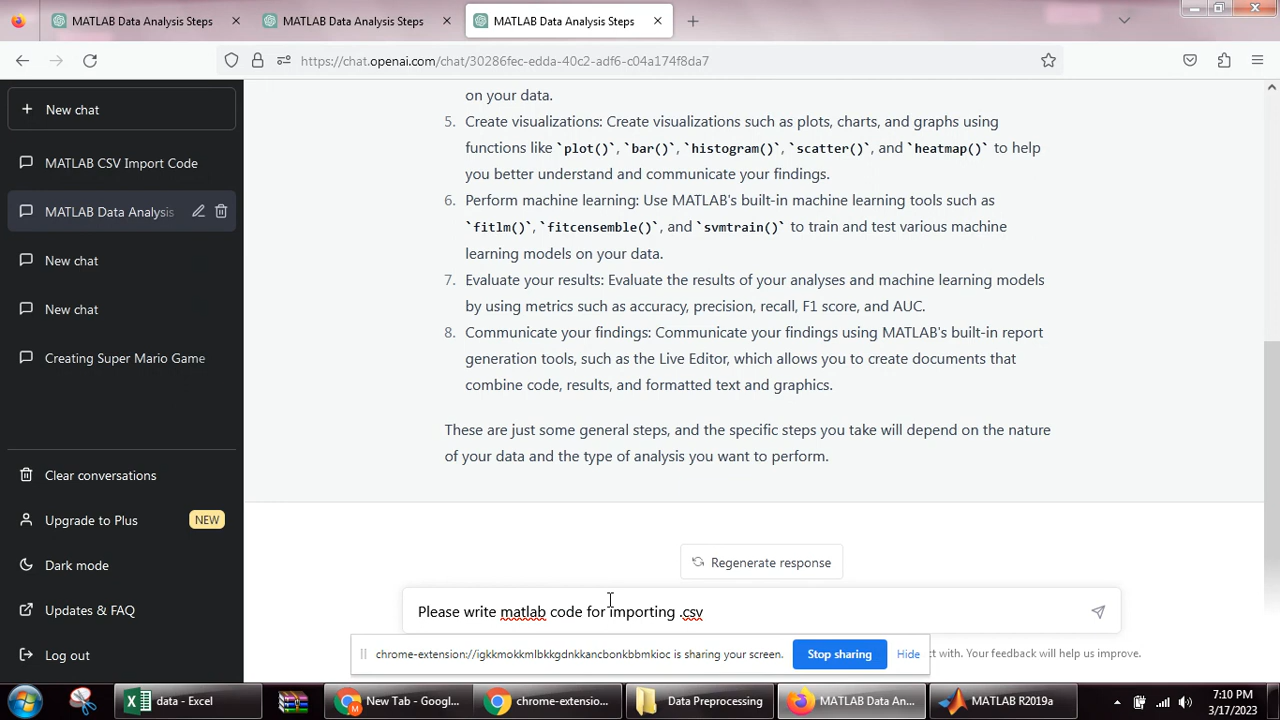 MATLAB Data Analysis Steps
MATLAB Data Analysis Steps
MATLAB Data Analysis Steps
https://chat.openai.com/chat/30286fec-edda-40c2-adf6-c04a174f8da7
New chat
MATLAB CSV Import Code
MATLAB Data Analysis
New chat
New chat
Creating Super Mario Game
Clear conversations
Upgrade to Plus NEW
Dark mode
Updates & FAQ
Log out
on your data.
5. Create visualizations: Create visualizations such as plots, charts, and graphs using
functions like `plot()`, `bar()`, `histogram()`, `scatter()`, and `heatmap()` to help
you better understand and communicate your findings.
6. Perform machine learning: Use MATLAB's built-in machine learning tools such as
`fitlm()`, `fitcensemble()`, and `svmtrain()` to train and test various machine
learning models on your data.
7. Evaluate your results: Evaluate the results of your analyses and machine learning models
by using metrics such as accuracy, precision, recall, F1 score, and AUC.
8. Communicate your findings: Communicate your findings using MATLAB's built-in report
generation tools, such as the Live Editor, which allows you to create documents that
combine code, results, and formatted text and graphics.
These are just some general steps, and the specific steps you take will depend on the nature
of your data and the type of analysis you want to perform.
Regenerate response
Please write matlab code for importing .csv
chrome-extension://igkkmokkmlbkkgdnkkancbonkbbmkioc is sharing your screen. Stop sharing Hide
ct with. Your feedback will help us improve.
data - Excel
New Tab - Googl...
chrome-extensio...
Data Preprocessing
MATLAB Data An...
MATLAB R2019a
7:10 PM
3/17/2023